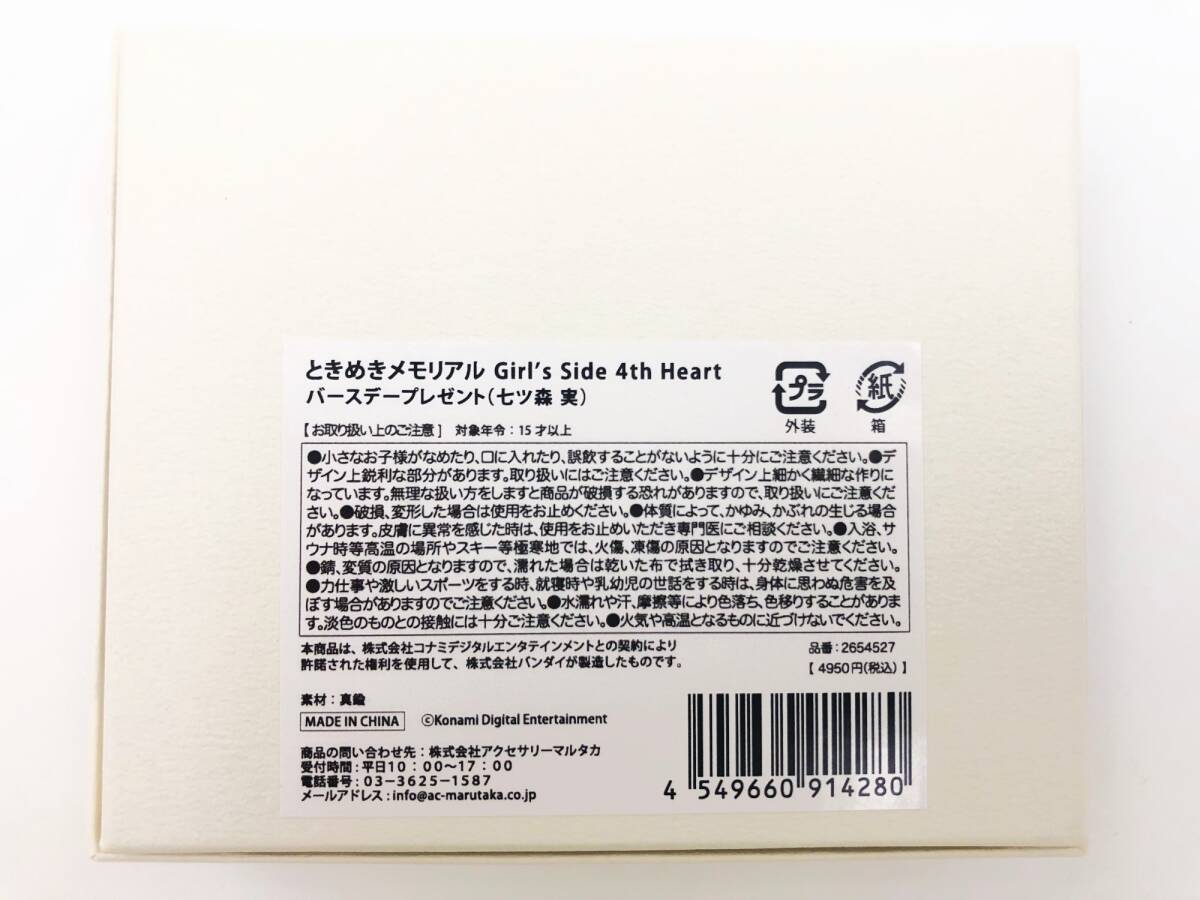 ときめきメモリアル Girl's Side 4th Heart
バースデープレゼント(七ツ森 実)
プラ
外装
紙
箱
【お取り扱い上のご注意】 対象年令:15才以上
●小さなお子様がなめたり、口に入れたり、誤飲することがないように十分にご注意ください。●デ
ザイン上鋭利な部分があります。取り扱いにはご注意ください。●デザイン上細かく繊細な作りに
なっています。無理な扱い方をしますと商品が破損する恐れがありますので、取り扱いにご注意くだ
さい。●破損、変形した場合は使用をお止めください。●体質によって、かゆみ、かぶれの生じる場合
があります。皮膚に異常を感じた時は、使用をお止めいただき専門医にご相談ください。●入浴、サ
ウナ時等高温の場所やスキー等極寒地では、火傷、凍傷の原因となりますのでご注意ください。
●錆、変質の原因となりますので、濡れた場合は乾いた布で拭き取り、十分乾燥させてください。
●力仕事や激しいスポーツをする時、就寝時や乳幼児の世話をする時は、身体に思わぬ危害を及
ぼす場合がありますのでご注意ください。●水濡れや汗、摩擦等により色落ち、色移りすることがありま
す。淡色のものとの接触には十分ご注意ください。●火気や高温となるものに近づけないでください。
本商品は、株式会社コナミデジタルエンタテインメントとの契約により
許諾された権利を使用して、株式会社バンダイが製造したものです。
品番:2654527
【4950円(税込)】
素材:真鍮
MADE IN CHINA ©Konami Digital Entertainment
商品の問い合わせ先:株式会社アクセサリーマルタカ
受付時間:平日10:00~17:00
電話番号:03-3625-1587
メールアドレス:info@ac-marutaka.co.jp
4 549660 914280